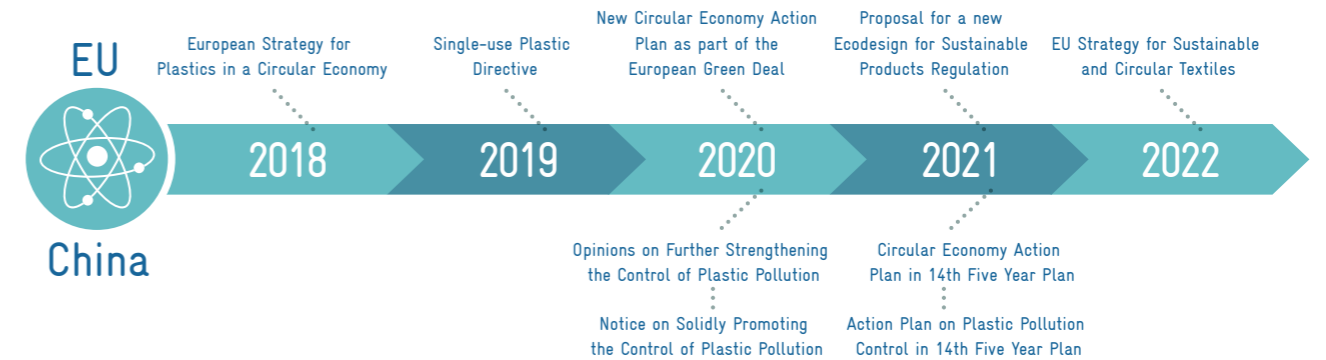 EU
European Strategy for
Plastics in a Circular Economy
Single-use Plastic
Directive
New Circular Economy Action
Plan as part of the
European Green Deal
Proposal for a new
Ecodesign for Sustainable
Products Regulation
EU Strategy for Sustainable
and Circular Textiles
2018
2019
2020
2021
2022
China
Opinions on Further Strengthening
the Control of Plastic Pollution
Notice on Solidly Promoting
the Control of Plastic Pollution
Circular Economy Action
Plan in 14th Five Year Plan
Action Plan on Plastic Pollution
Control in 14th Five Year Plan